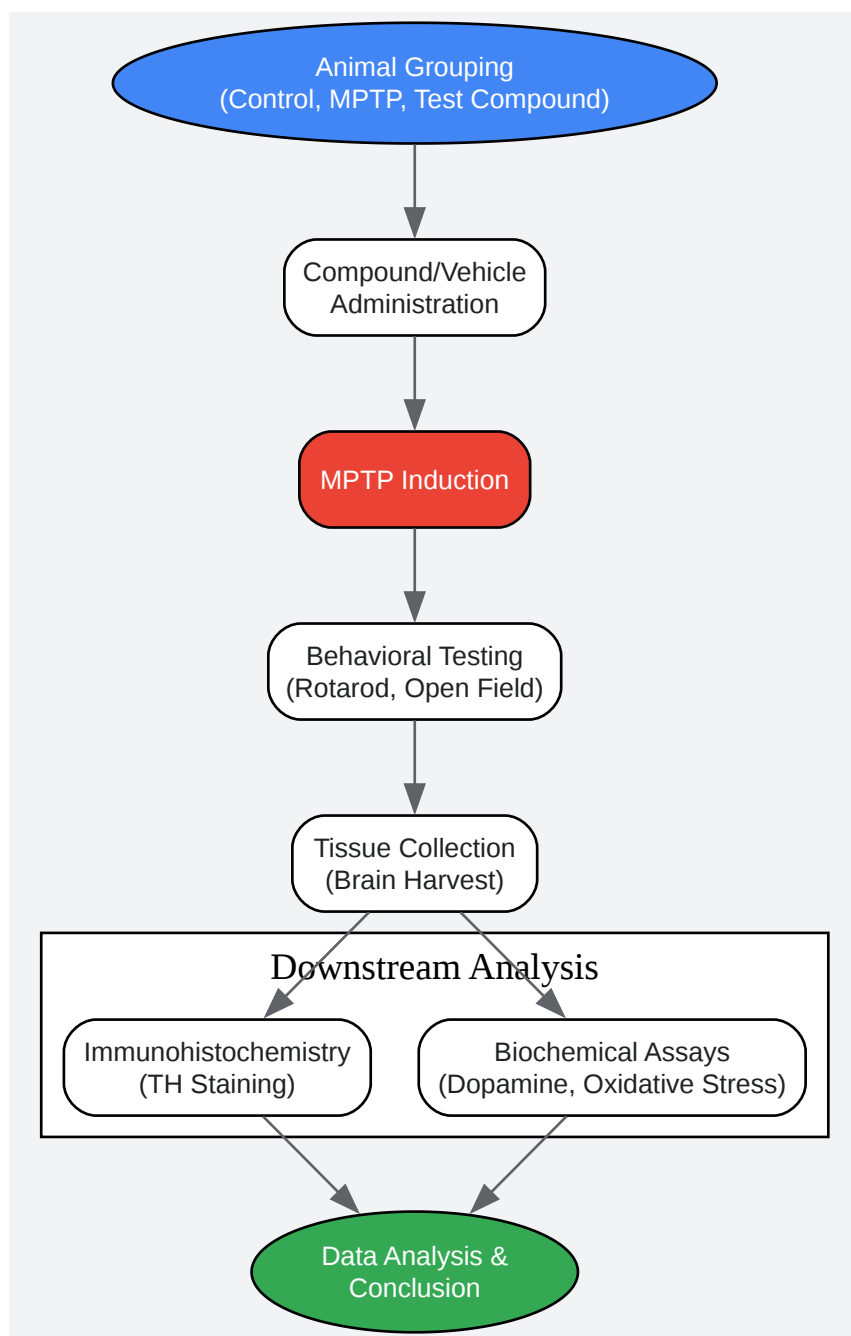 Animal Grouping
(Control, MPTP, Test Compound)
Compound/Vehicle
Administration
MPTP Induction
Behavioral Testing
(Rotarod, Open Field)
Tissue Collection
(Brain Harvest)
Downstream Analysis
Immunohistochemistry
(TH Staining)
Biochemical Assays
(Dopamine, Oxidative Stress)
Data Analysis &
Conclusion